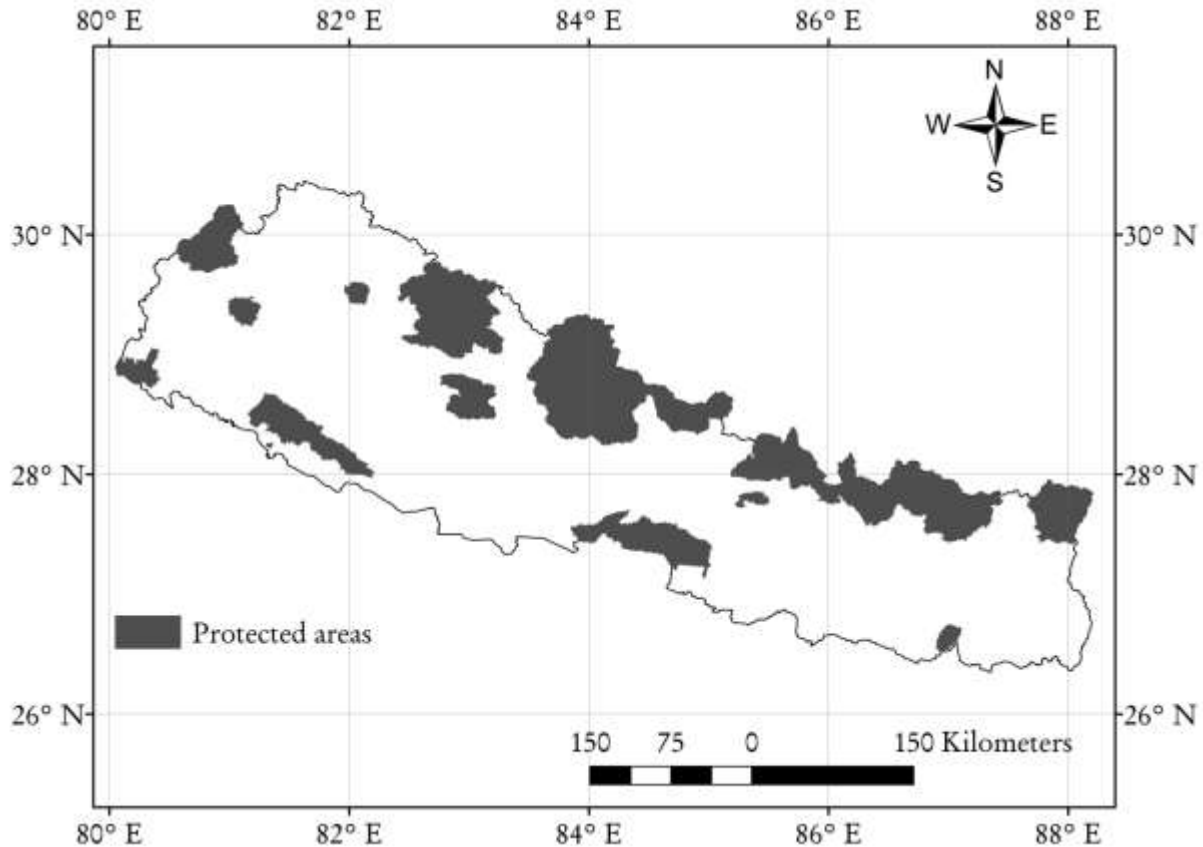 80° E 82° E 84° E 86° E 88° E
N
W E
S
30° N 30° N
28° N 28° N
Protected areas
26° N 26° N
150 75 0 150 Kilometers
80° E 82° E 84° E 86° E 88° E